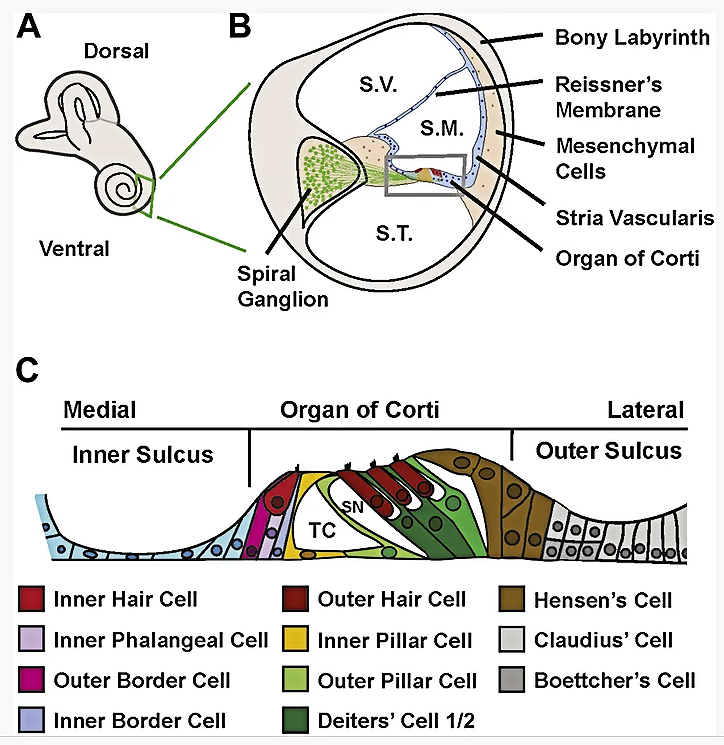 A
B
Dorsal
Ventral
S.V.
S.M.
S.T.
Spiral
Ganglion
Bony Labyrinth
Reissner's
Membrane
Mesenchymal
Cells
Stria Vascularis
Organ of Corti
C
Medial
Organ of Corti
Lateral
Inner Sulcus
Outer Sulcus
TC
SN
Inner Hair Cell
Outer Hair Cell
Hensen's Cell
Inner Phalangeal Cell
Inner Pillar Cell
Claudius' Cell
Outer Border Cell
Outer Pillar Cell
Boettcher's Cell
Inner Border Cell
Deiters' Cell 1/2